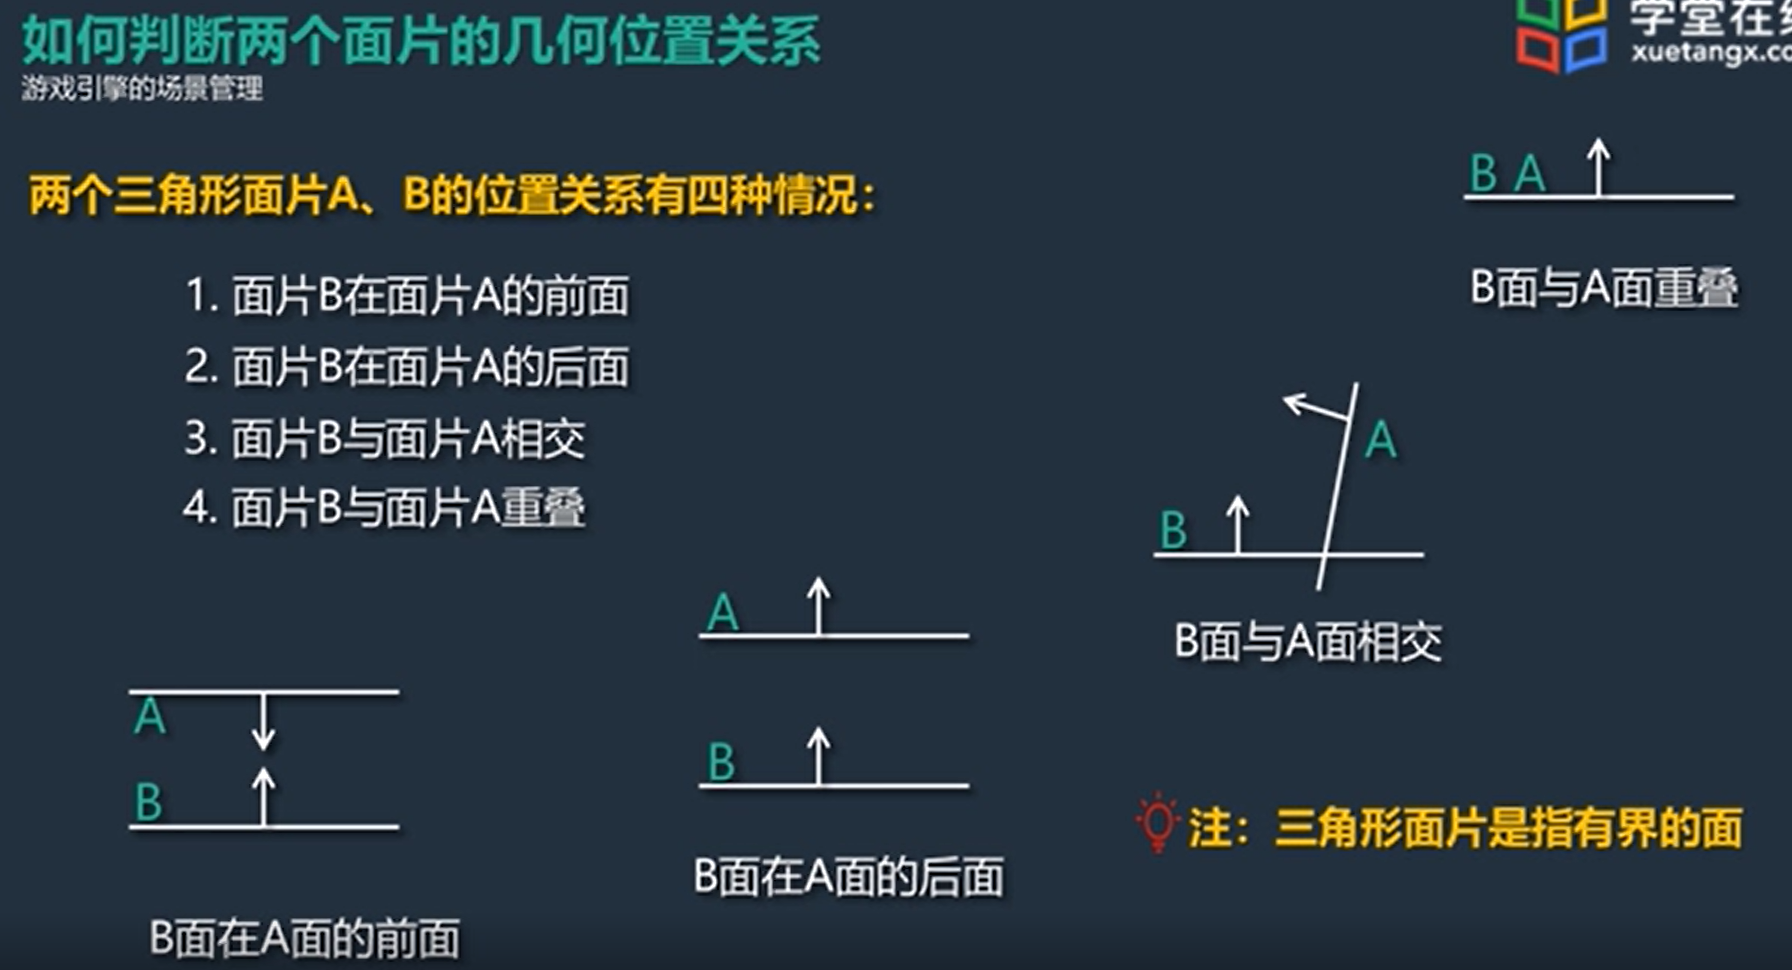 如何判断两个面片的几何位置关系
游戏引擎的场景管理
学堂在线
xuetangx.co
两个三角形面片A、B的位置关系有四种情况：
1. 面片B在面片A的前面
2. 面片B在面片A的后面
3. 面片B与面片A相交
4. 面片B与面片A重叠
B A
B面与A面重叠
A
B
B面与A面相交
A
B
B面在A面的后面
A
B
B面在A面的前面
注：三角形面片是指有界的面